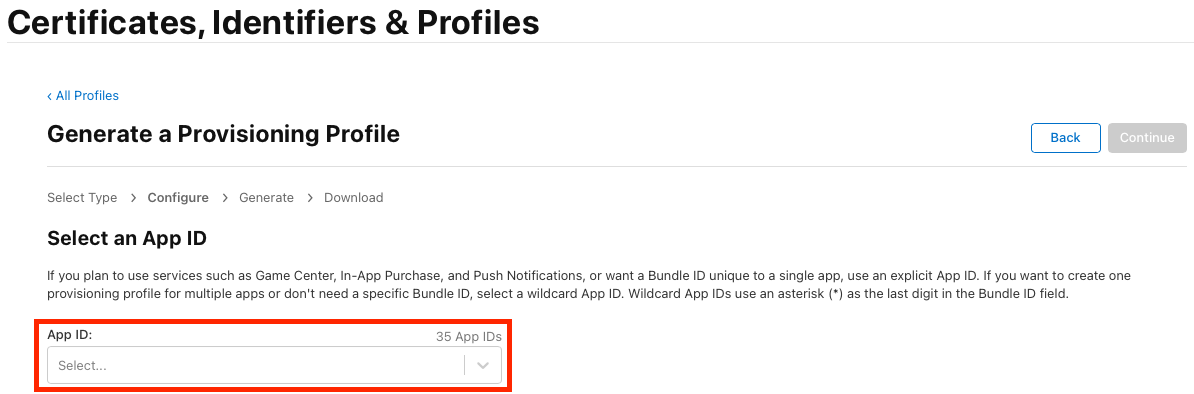 Certificates, Identifiers & Profiles
‹ All Profiles
Generate a Provisioning Profile
Back
Continue
Select Type > Configure > Generate > Download
Select an App ID
If you plan to use services such as Game Center, In-App Purchase, and Push Notifications, or want a Bundle ID unique to a single app, use an explicit App ID. If you want to create one
provisioning profile for multiple apps or don't need a specific Bundle ID, select a wildcard App ID. Wildcard App IDs use an asterisk (*) as the last digit in the Bundle ID field.
App ID:
35 App IDs
Select...